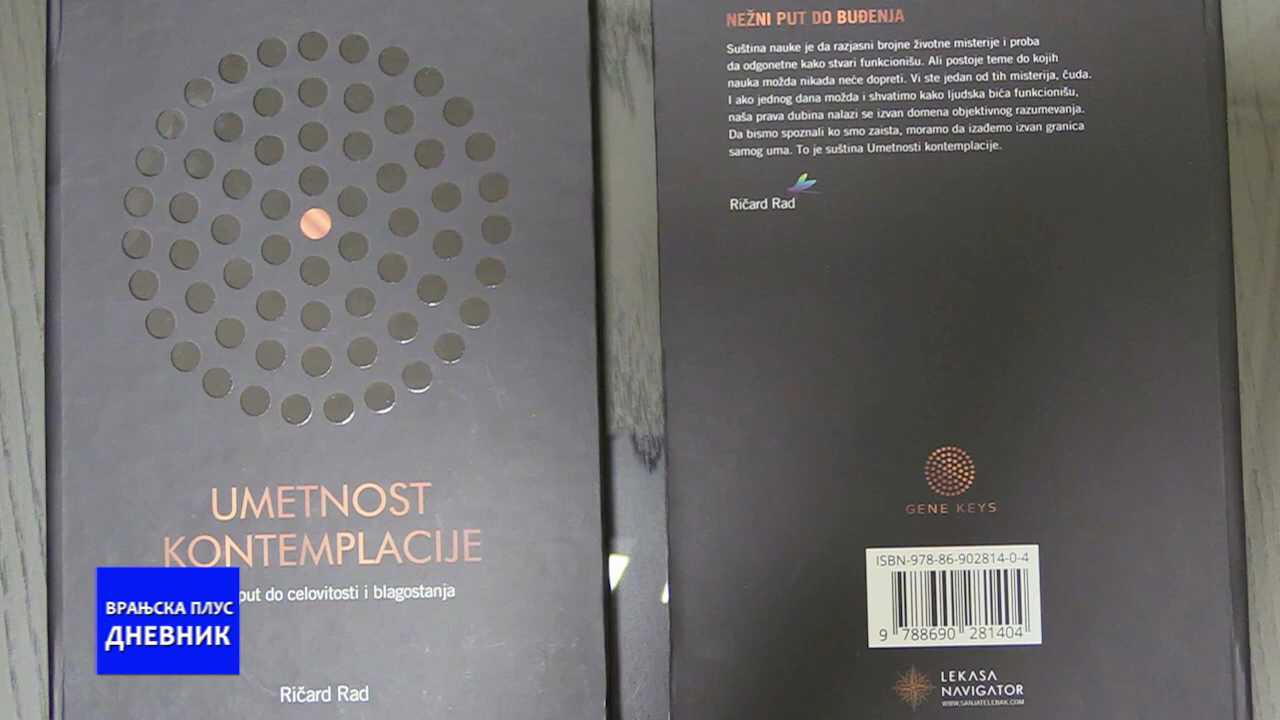 UMETNOST
KONTEMPLACIJE
put do celovitosti i blagostanja
Ričard Rad
ВРАЊСКА ПЛУС
ДНЕВНИК
NEŽNI PUT DO BUĐENJA
Suština nauke je da razjasni brojne životne misterije i proba
da odgonetne kako stvari funkcionišu. Ali postoje teme do kojih
nauka možda nikada neće dopreti. Vi ste jedan od tih misterija, čuda.
I ako jednog dana možda i shvatimo kako ljudska bića funkcionišu,
naša prava dubina nalazi se izvan domena objektivnog razumevanja.
Da bismo spoznali ko smo zaista, moramo da izađemo izvan granica
samog uma. To je suština Umetnosti kontemplacije.
Ričard Rad
GENE KEYS
ISBN-978-86-902814-0-4
9 788690 281404
LEKASA
NAVIGATOR
WWW.SANJATELEBAK.COM